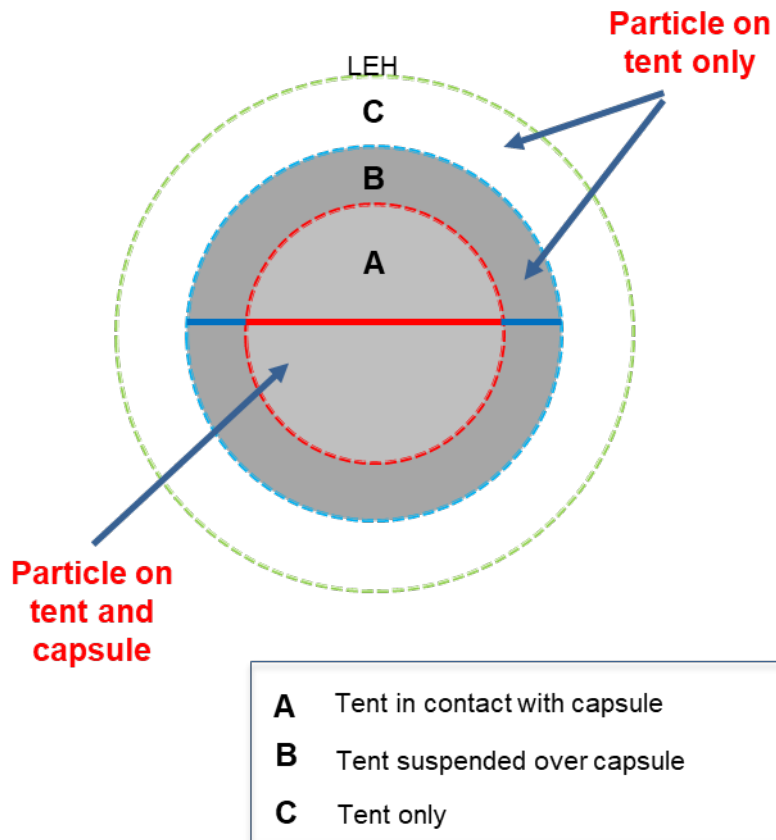 Particle on
tent only
LEH
C
B
A
Particle on
tent and
capsule
A Tent in contact with capsule
B Tent suspended over capsule
C Tent only